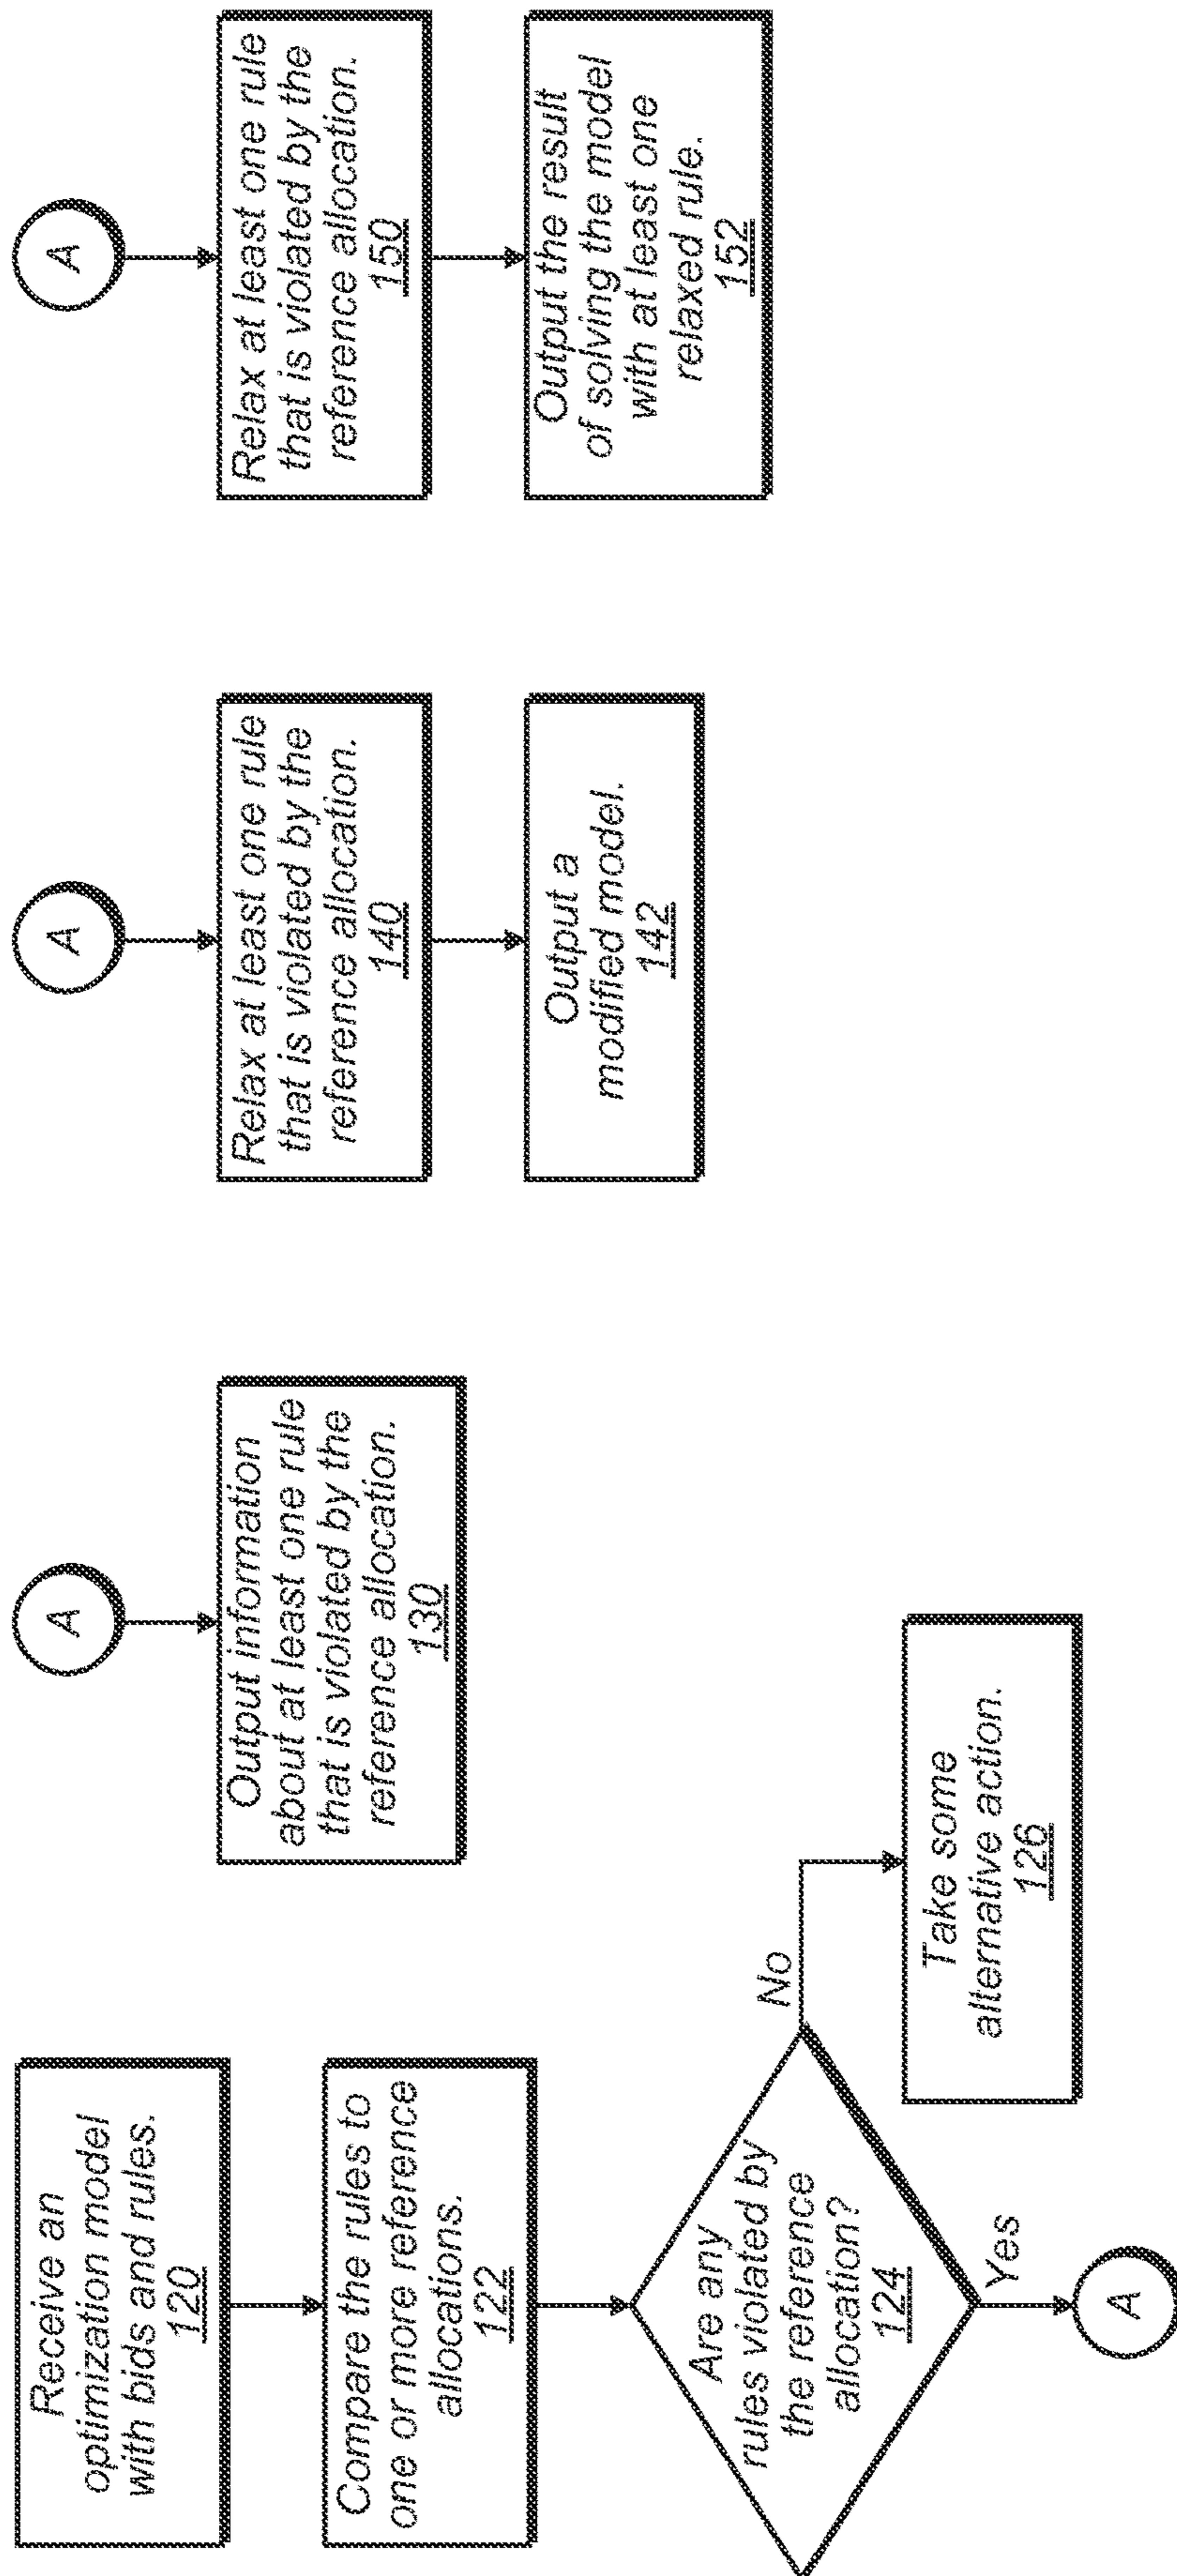 Receive an
optimization model
with bids and rules.
120
Compare the rules to
one or more reference
allocations.
122
Are any
rules violated by
the reference
allocation?
124
No
Take some
alternative action.
126
Yes
A
A
Output information
about at least one rule
that is violated by the
reference allocation.
130
A
Relax at least one rule
that is violated by the
reference allocation.
140
Output a
modified model.
142
A
Relax at least one rule
that is violated by the
reference allocation.
150
Output the result
of solving the model
with at least one
relaxed rule.
152